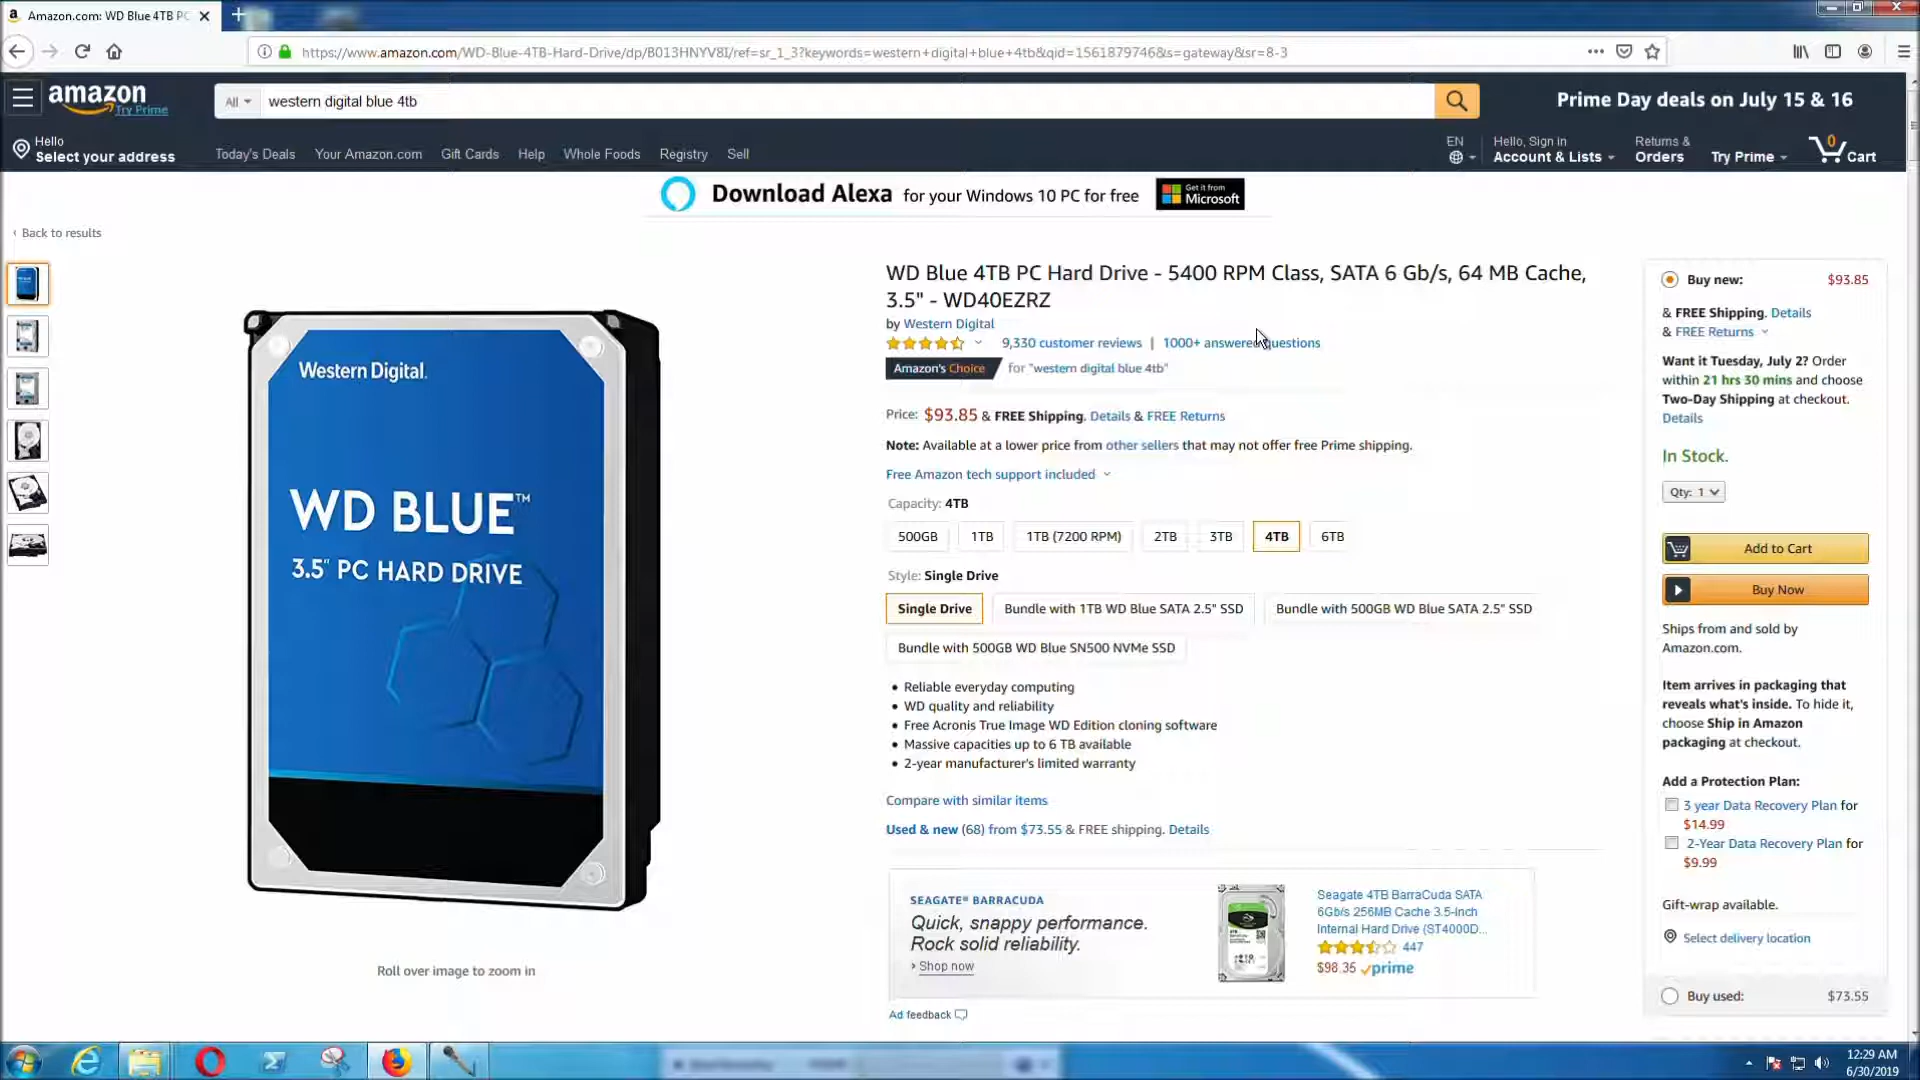 Amazon.com: WD Blue 4TB PC
https://www.amazon.com/WD-Blue-4TB-Hard-Drive/dp/B013HNYV8I/ref=sr_1_3?keywords=western+digital+blue+4tb&qid=1561879746&s=gateway&sr=8-3
amazon
Try Prime
All
western digital blue 4tb
Prime Day deals on July 15 & 16
Hello
Select your address
Today's Deals
Your Amazon.com
Gift Cards
Help
Whole Foods
Registry
Sell
EN
Hello, Sign in
Account & Lists
Returns &
Orders
Try Prime
0
Cart
Download Alexa for your Windows 10 PC for free
Get it from
Microsoft
‹ Back to results
Western Digital.
WD BLUE™
3.5" PC HARD DRIVE
Roll over image to zoom in
WD Blue 4TB PC Hard Drive - 5400 RPM Class, SATA 6 Gb/s, 64 MB Cache,
3.5" - WD40EZRZ
by Western Digital
9,330 customer reviews | 1000+ answered questions
Amazon's Choice for "western digital blue 4tb"
Price: $93.85 & FREE Shipping. Details & FREE Returns
Note: Available at a lower price from other sellers that may not offer free Prime shipping.
Free Amazon tech support included
Capacity: 4TB
500GB
1TB
1TB (7200 RPM)
2TB
3TB
4TB
6TB
Style: Single Drive
Single Drive
Bundle with 1TB WD Blue SATA 2.5" SSD
Bundle with 500GB WD Blue SATA 2.5" SSD
Bundle with 500GB WD Blue SN500 NVMe SSD
• Reliable everyday computing
• WD quality and reliability
• Free Acronis True Image WD Edition cloning software
• Massive capacities up to 6 TB available
• 2-year manufacturer's limited warranty
Compare with similar items
Used & new (68) from $73.55 & FREE shipping. Details
SEAGATE® BARRACUDA
Quick, snappy performance.
Rock solid reliability.
› Shop now
Seagate 4TB BarraCuda SATA
6Gb/s 256MB Cache 3.5-Inch
Internal Hard Drive (ST4000D...
447
$98.35 prime
Ad feedback
Buy new: $93.85
& FREE Shipping. Details
& FREE Returns
Want it Tuesday, July 2? Order
within 21 hrs 30 mins and choose
Two-Day Shipping at checkout.
Details
In Stock.
Qty: 1
Add to Cart
Buy Now
Ships from and sold by
Amazon.com.
Item arrives in packaging that
reveals what's inside. To hide it,
choose Ship in Amazon
packaging at checkout.
Add a Protection Plan:
3 year Data Recovery Plan for
$14.99
2-Year Data Recovery Plan for
$9.99
Gift-wrap available.
Select delivery location
Buy used: $73.55
12:29 AM
6/30/2019